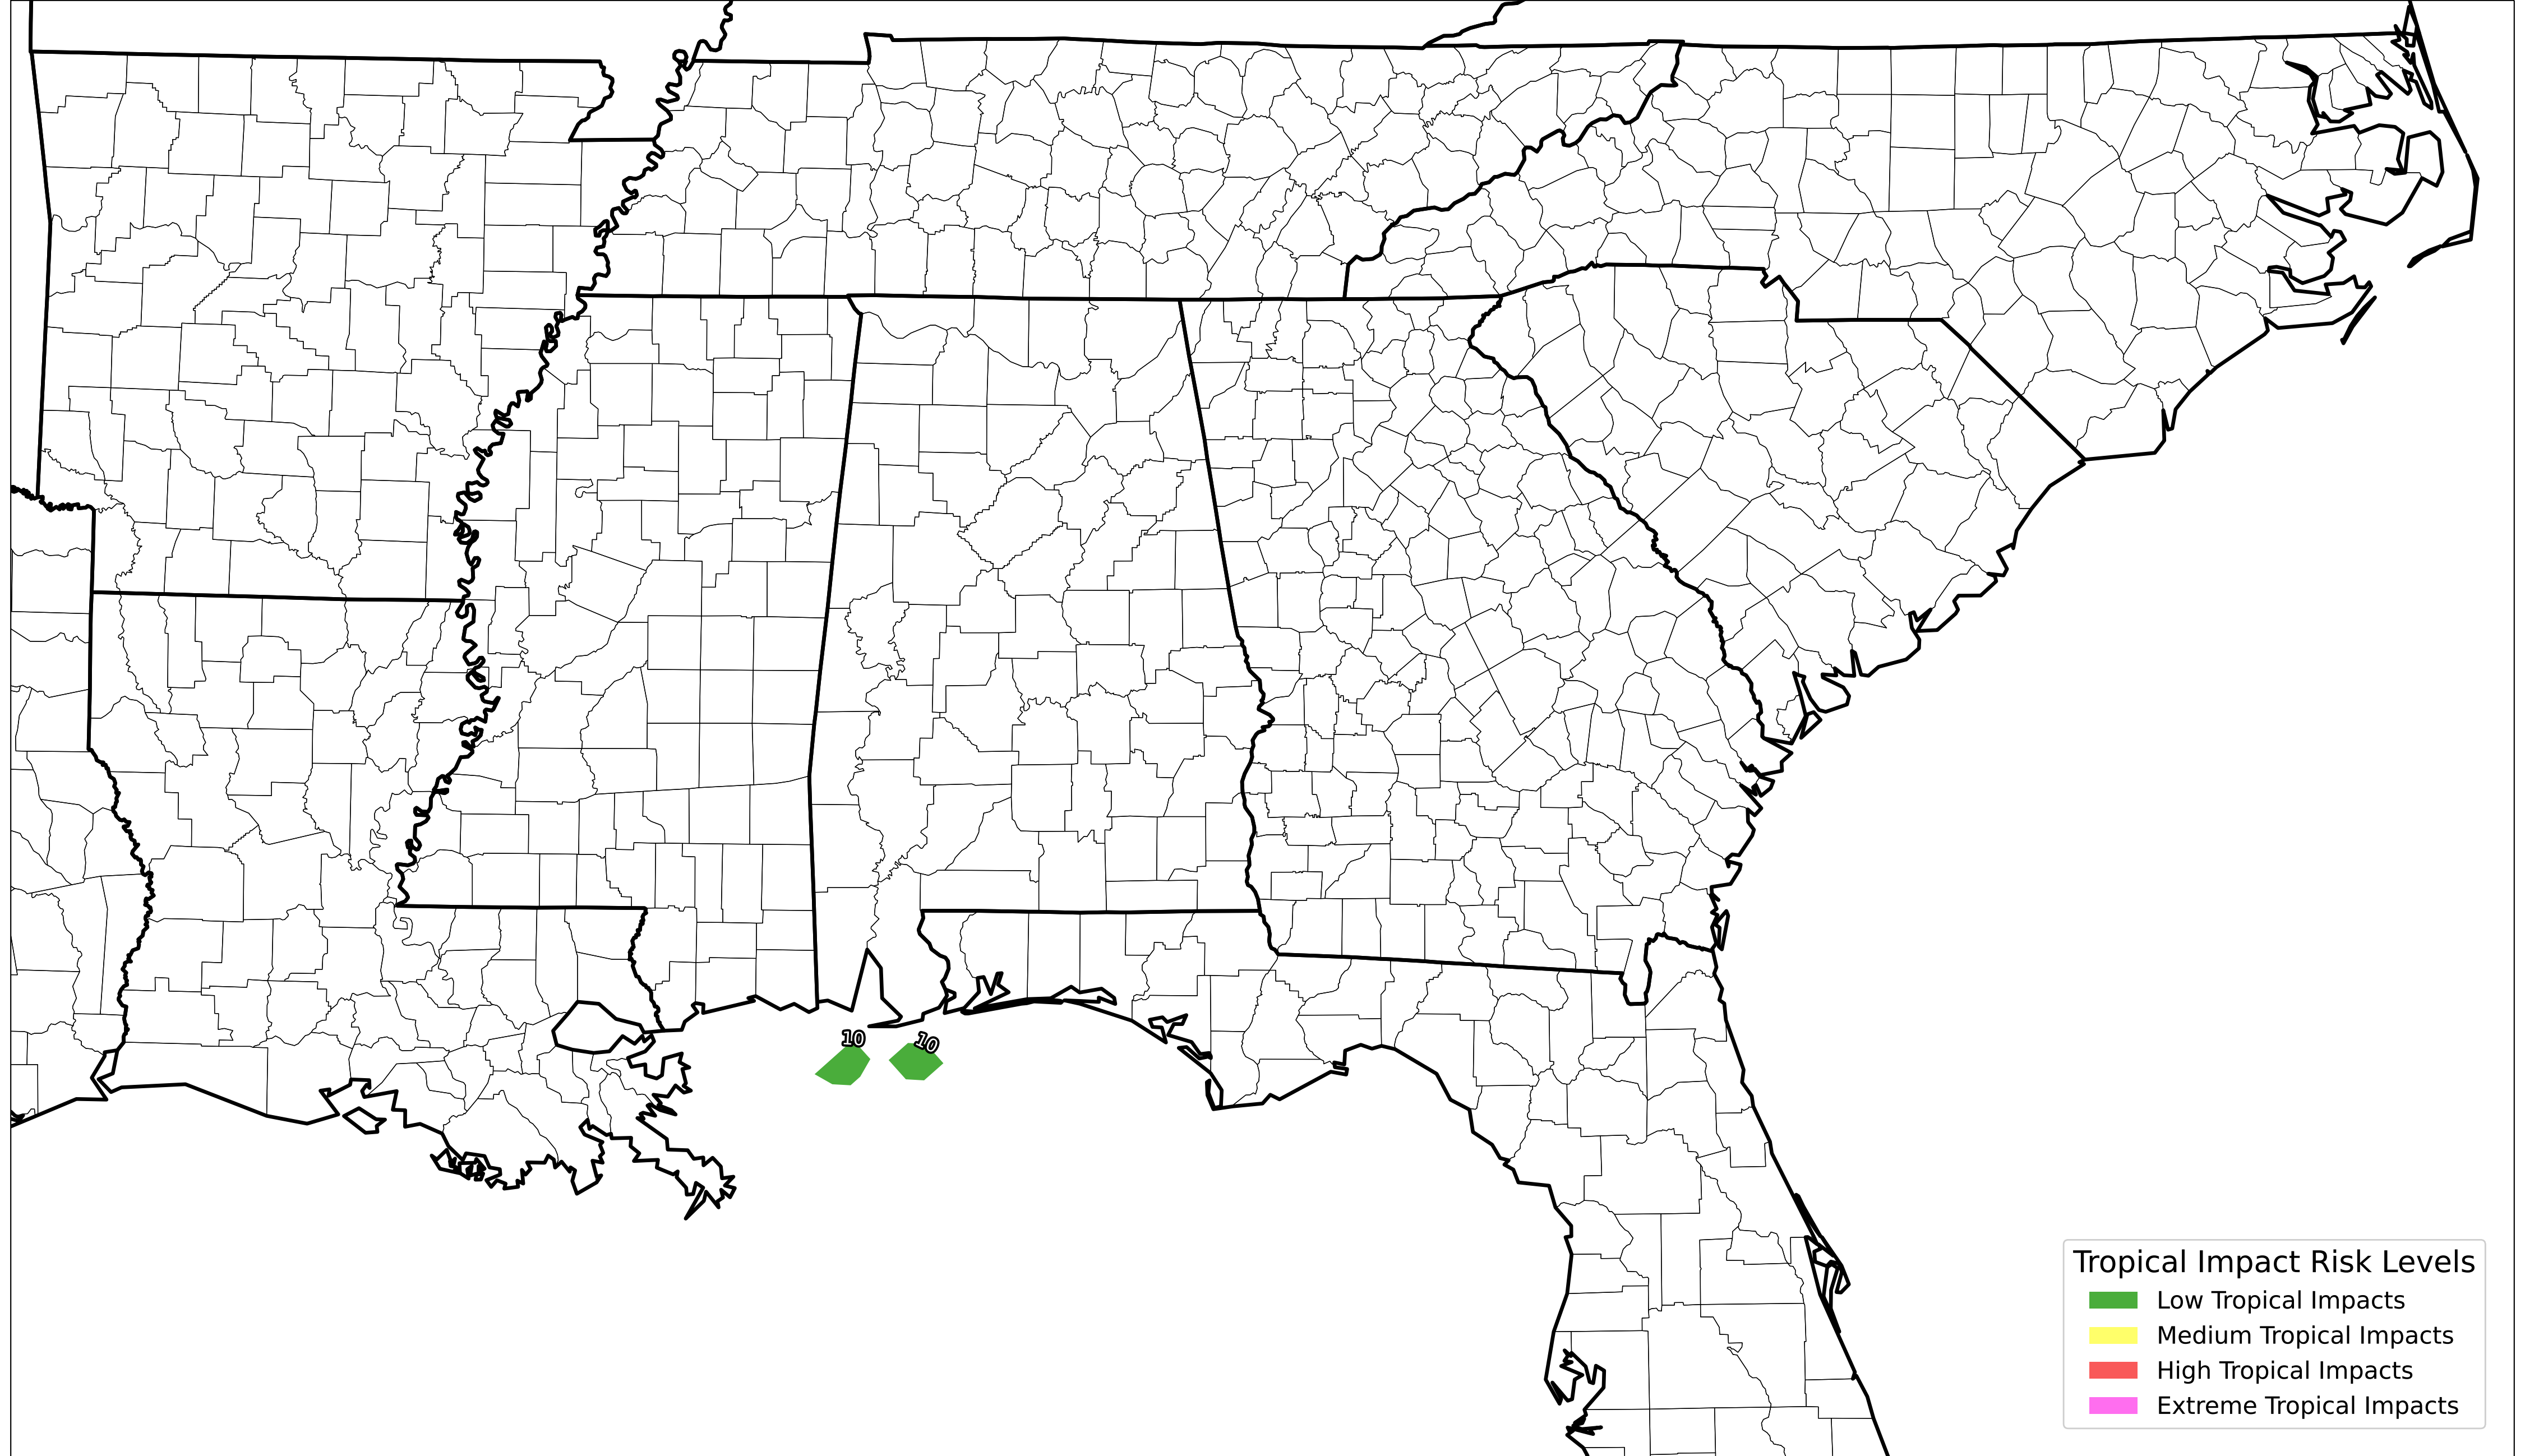 10
10
Tropical Impact Risk Levels
Low Tropical Impacts
Medium Tropical Impacts
High Tropical Impacts
Extreme Tropical Impacts